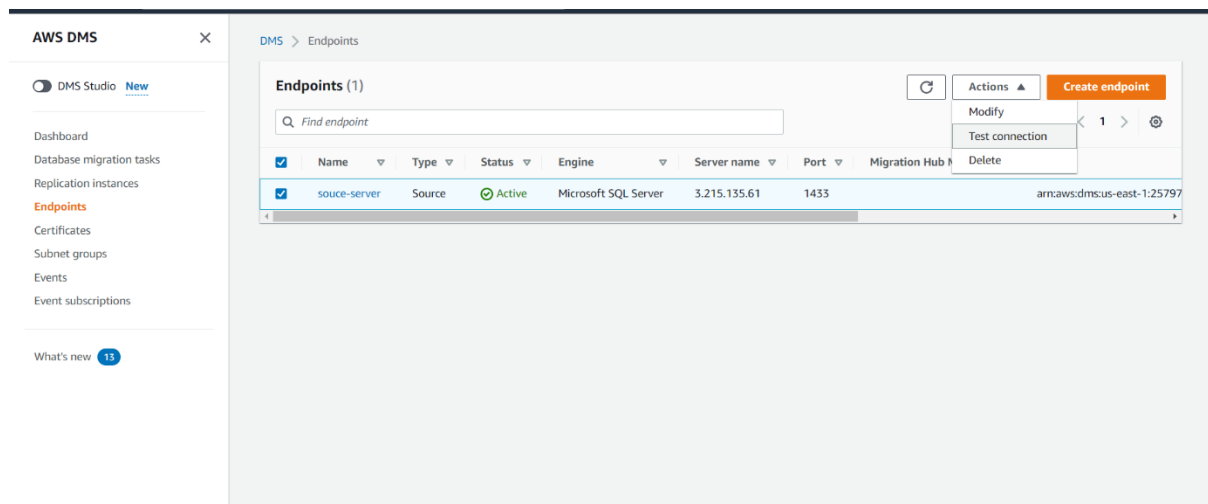 AWS DMS
DMS Studio New
Dashboard
Database migration tasks
Replication instances
Endpoints
Certificates
Subnet groups
Events
Event subscriptions
What's new 13
DMS > Endpoints
Endpoints (1)
Actions
Create endpoint
Modify
Test connection
Delete
Find endpoint
1
Name Type Status Engine Server name Port Migration Hub
souce-server Source Active Microsoft SQL Server 3.215.135.61 1433 arn:aws:dms:us-east-1:25797